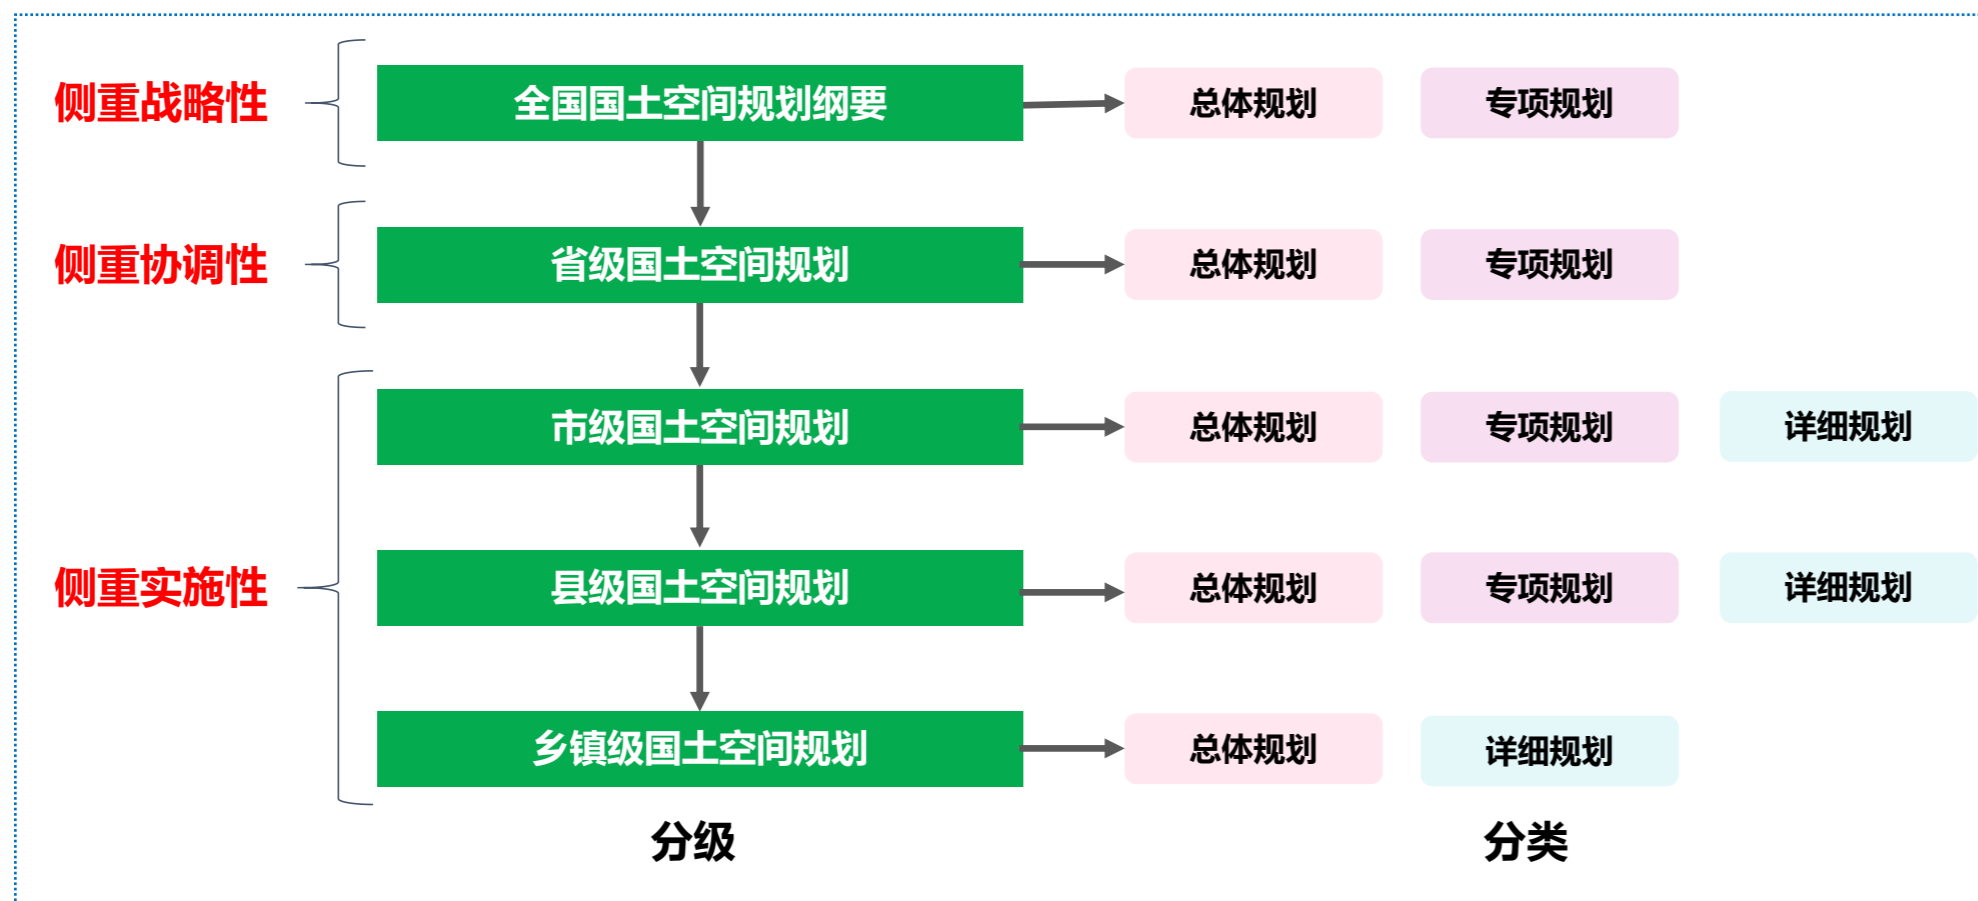 侧重战略性
全国国土空间规划纲要
总体规划
专项规划
侧重协调性
省级国土空间规划
总体规划
专项规划
市级国土空间规划
总体规划
专项规划
详细规划
侧重实施性
县级国土空间规划
总体规划
专项规划
详细规划
乡镇级国土空间规划
总体规划
详细规划
分级
分类